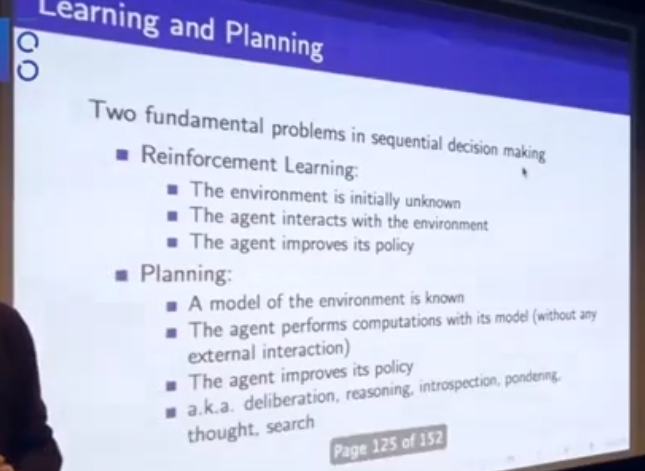 Learning and Planning
Two fundamental problems in sequential decision making
Reinforcement Learning:
The environment is initially unknown
The agent interacts with the environment
The agent improves its policy
Planning:
A model of the environment is known
The agent performs computations with its model (without any
external interaction)
The agent improves its policy
a.k.a. deliberation, reasoning, introspection, pondering,
thought, search
Page 125 of 152